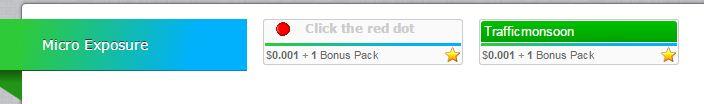 Micro Exposure
Click the red dot
$0.001 + 1 Bonus Pack
Trafficmonsoon
$0.001 + 1 Bonus Pack